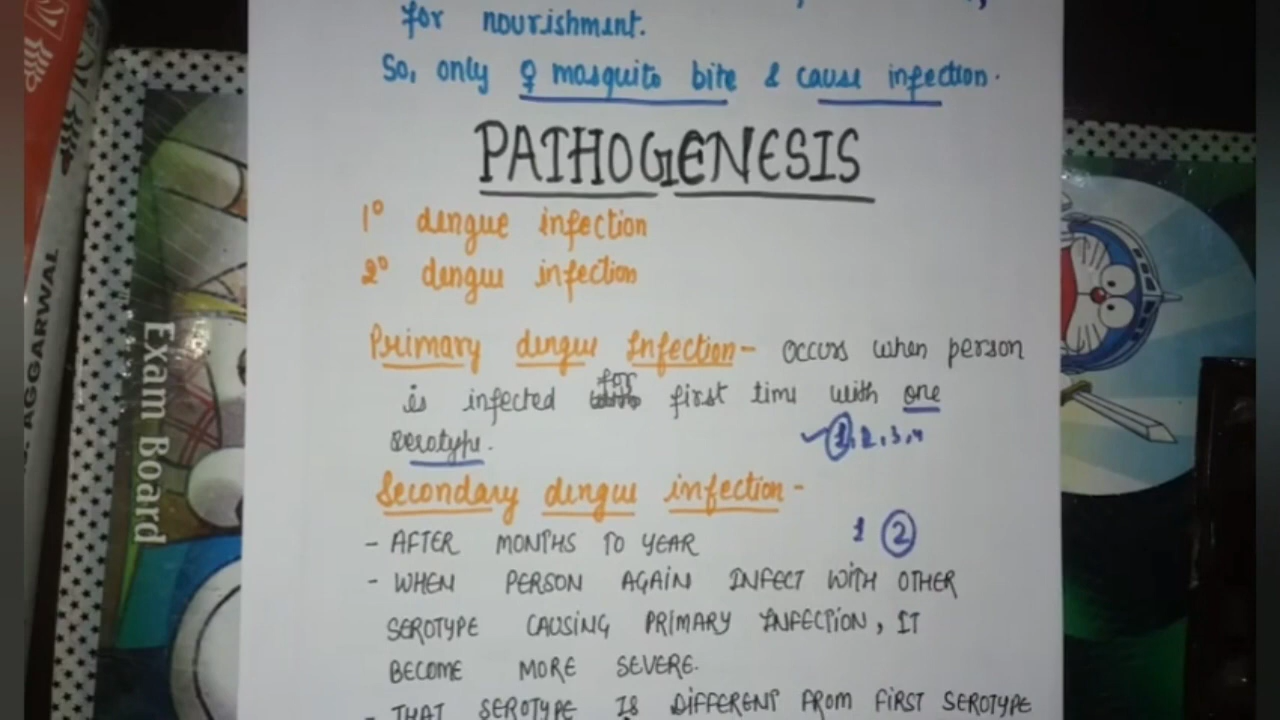 for nourishment.
So, only ♀ mosquito bite & cause infection.
PATHOGENESIS
1° dengue infection
2° dengue infection
Primary dengue Infection - occurs when person
is infected for first time with one
serotype.
1, 2, 3, 4
Secondary dengue infection -
1 2
- AFTER MONTHS TO YEAR
- WHEN PERSON AGAIN INFECT WITH OTHER
SEROTYPE CAUSING PRIMARY INFECTION, IT
BECOME MORE SEVERE.
- THAT SEROTYPE IS DIFFERENT FROM FIRST SEROTYPE
Exam Board
AGGARWAL